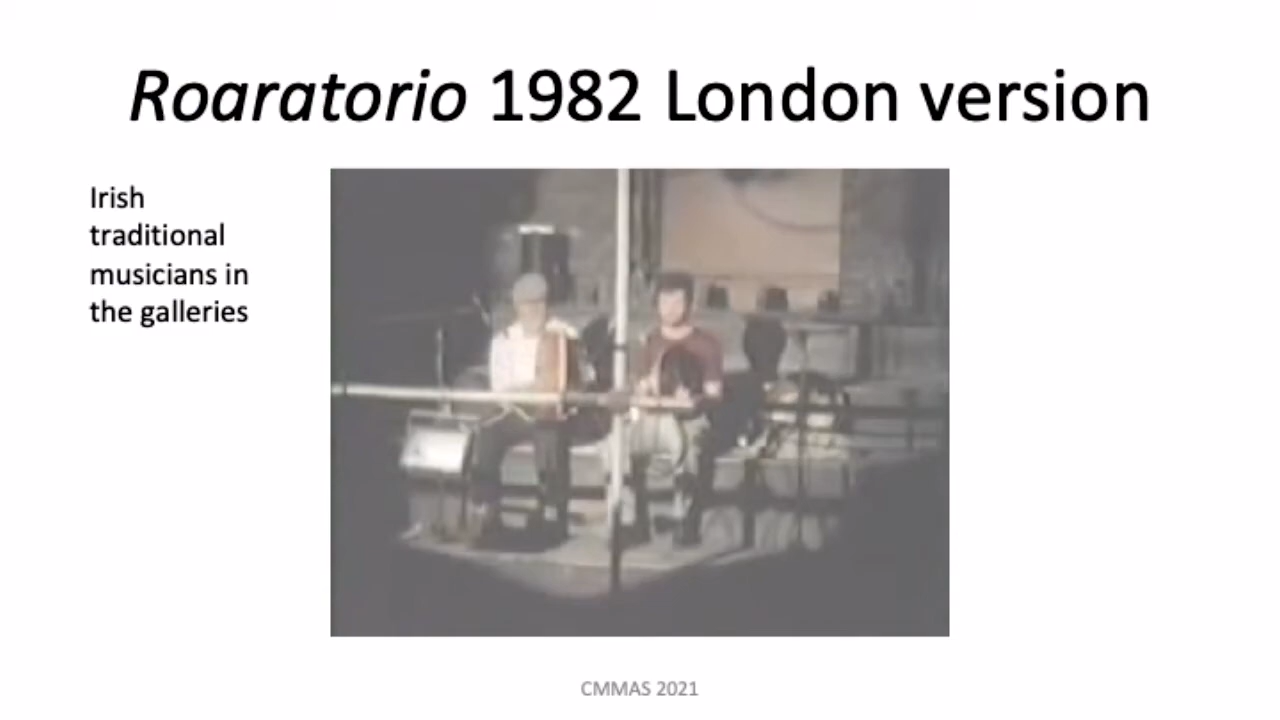 Roaratorio 1982 London version
Irish
traditional
musicians in
the galleries
CMMAS 2021